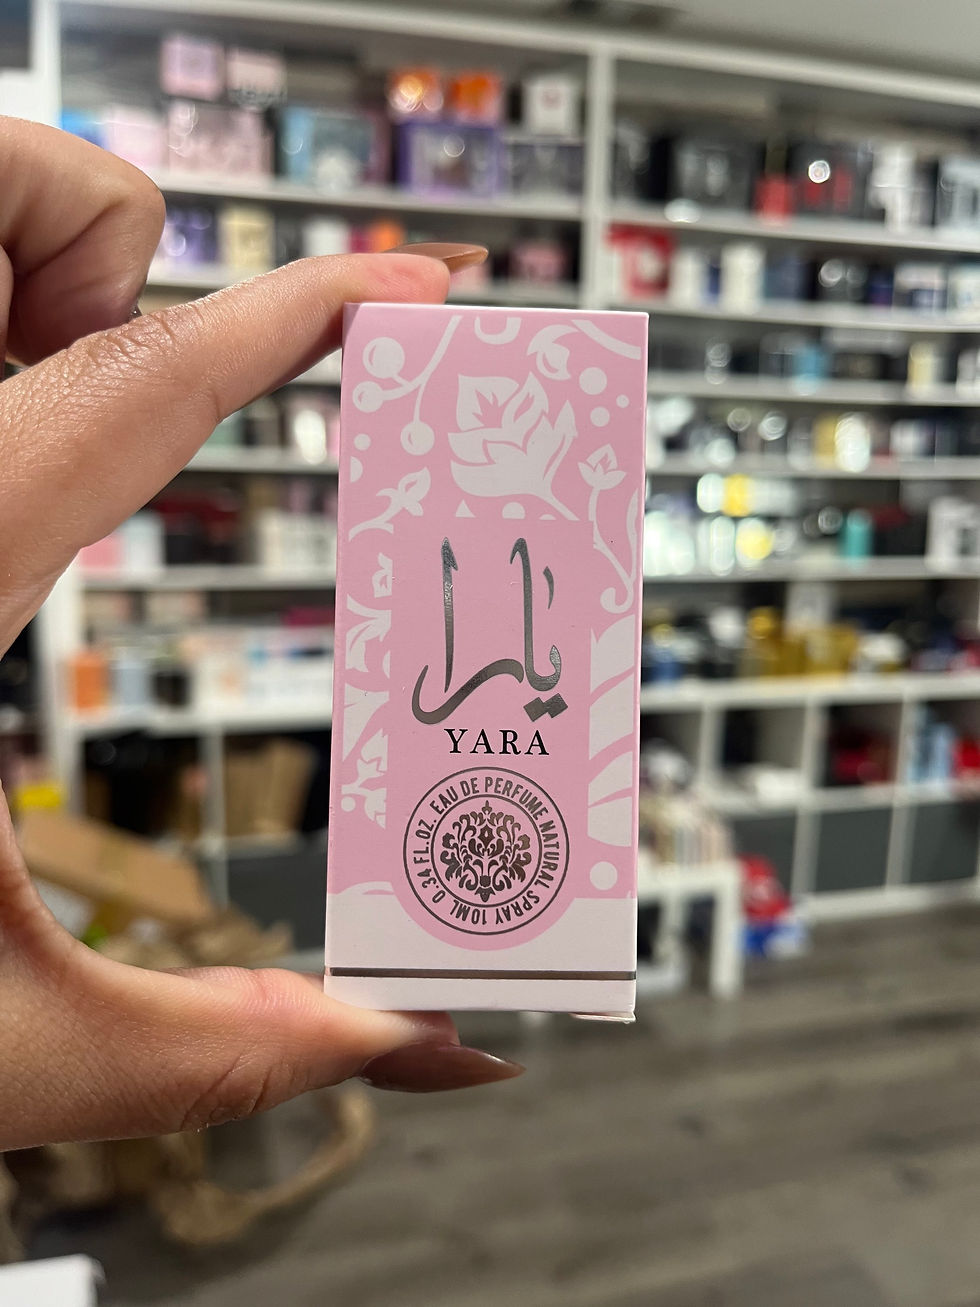 يارا
YARA
EAU DE PERFUME NATURAL SPRAY 10ML 0.34 FL.OZ.